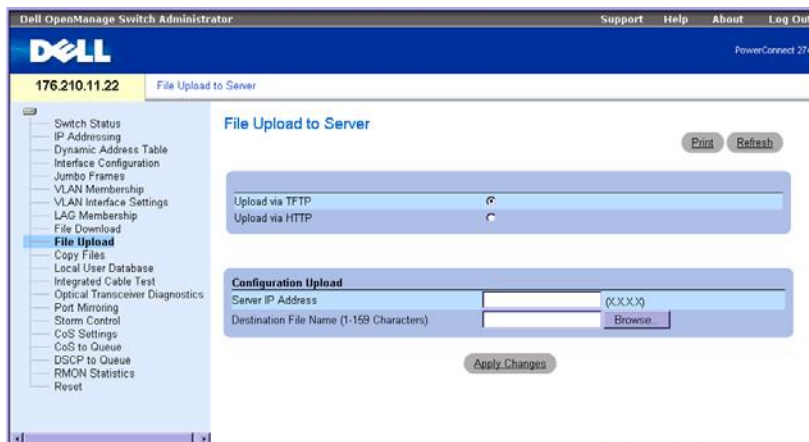 Dell OpenManage Switch Administrator
Support Help About Log Out
DELL
PowerConnect 274
176.210.11.22
File Upload to Server
Switch Status
IP Addressing
Dynamic Address Table
Interface Configuration
Jumbo Frames
VLAN Membership
VLAN Interface Settings
LAG Membership
File Download
File Upload
Copy Files
Local User Database
Integrated Cable Test
Optical Transceiver Diagnostics
Port Mirroring
Storm Control
CoS Settings
CoS to Queue
DSCP to Queue
RMON Statistics
Reset
File Upload to Server
Print Refresh
Upload via TFTP
Upload via HTTP
Configuration Upload
Server IP Address (X.X.X.X)
Destination File Name (1-159 Characters) Browse...
Apply Changes